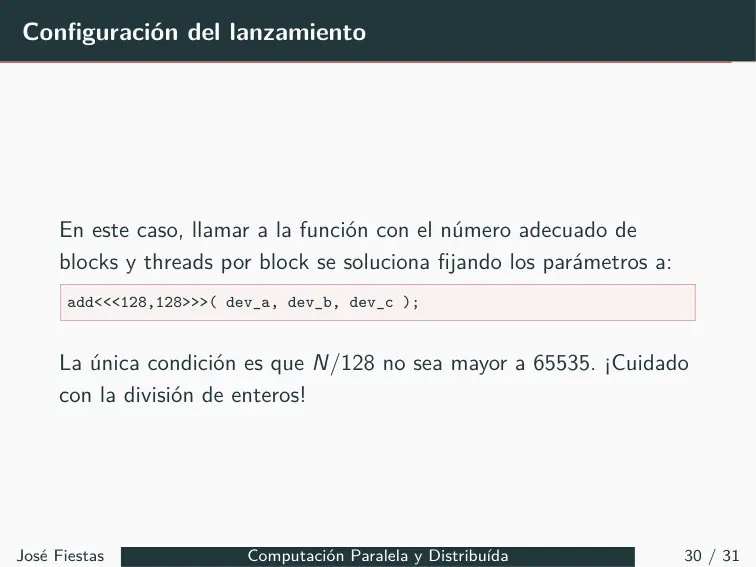 Configuración del lanzamiento
En este caso, llamar a la función con el número adecuado de
blocks y threads por block se soluciona fijando los parámetros a:
add<<<128,128>>>( dev_a, dev_b, dev_c );
La única condición es que N/128 no sea mayor a 65535. ¡Cuidado
con la división de enteros!
José Fiestas Computación Paralela y Distribuída 30 / 31